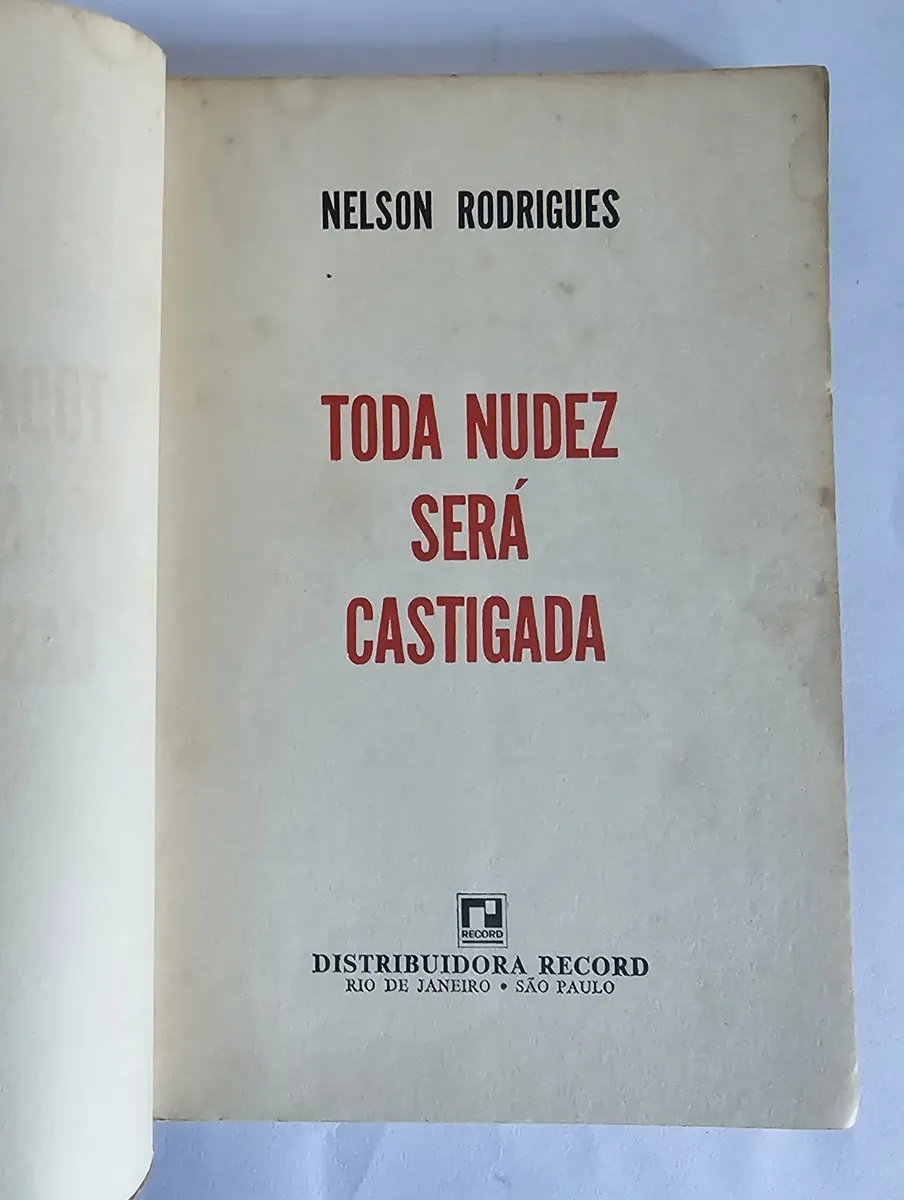 NELSON RODRIGUES
TODA NUDEZ
SERÁ
CASTIGADA
RECORD
DISTRIBUIDORA RECORD
RIO DE JANEIRO • SÃO PAULO